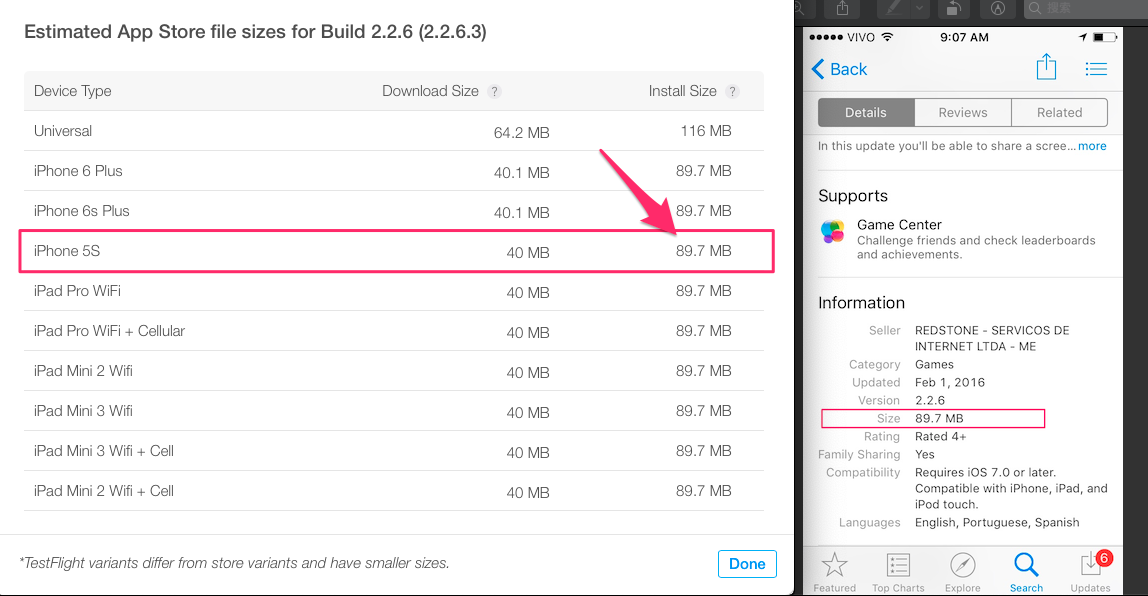 Estimated App Store file sizes for Build 2.2.6 (2.2.6.3)
Device Type Download Size ? Install Size ?
Universal 64.2 MB 116 MB
iPhone 6 Plus 40.1 MB 89.7 MB
iPhone 6s Plus 40.1 MB 89.7 MB
iPhone 5S 40 MB 89.7 MB
iPad Pro WiFi 40 MB 89.7 MB
iPad Pro WiFi + Cellular 40 MB 89.7 MB
iPad Mini 2 Wifi 40 MB 89.7 MB
iPad Mini 3 Wifi 40 MB 89.7 MB
iPad Mini 3 Wifi + Cell 40 MB 89.7 MB
iPad Mini 2 Wifi + Cell 40 MB 89.7 MB
*TestFlight variants differ from store variants and have smaller sizes.
Done
搜索
VIVO 9:07 AM
Back
Details Reviews Related
In this update you'll be able to share a scree... more
Supports
Game Center
Challenge friends and check leaderboards
and achievements.
Information
Seller REDSTONE - SERVICOS DE
INTERNET LTDA - ME
Category Games
Updated Feb 1, 2016
Version 2.2.6
Size 89.7 MB
Rating Rated 4+
Family Sharing Yes
Compatibility Requires iOS 7.0 or later.
Compatible with iPhone, iPad, and
iPod touch.
Languages English, Portuguese, Spanish
6
Featured Top Charts Explore Search Updates